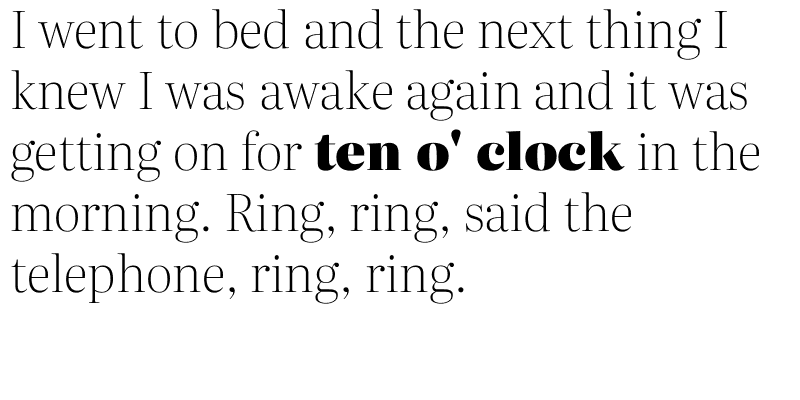 I went to bed and the next thing I
knew I was awake again and it was
getting on for ten o' clock in the
morning. Ring, ring, said the
telephone, ring, ring.